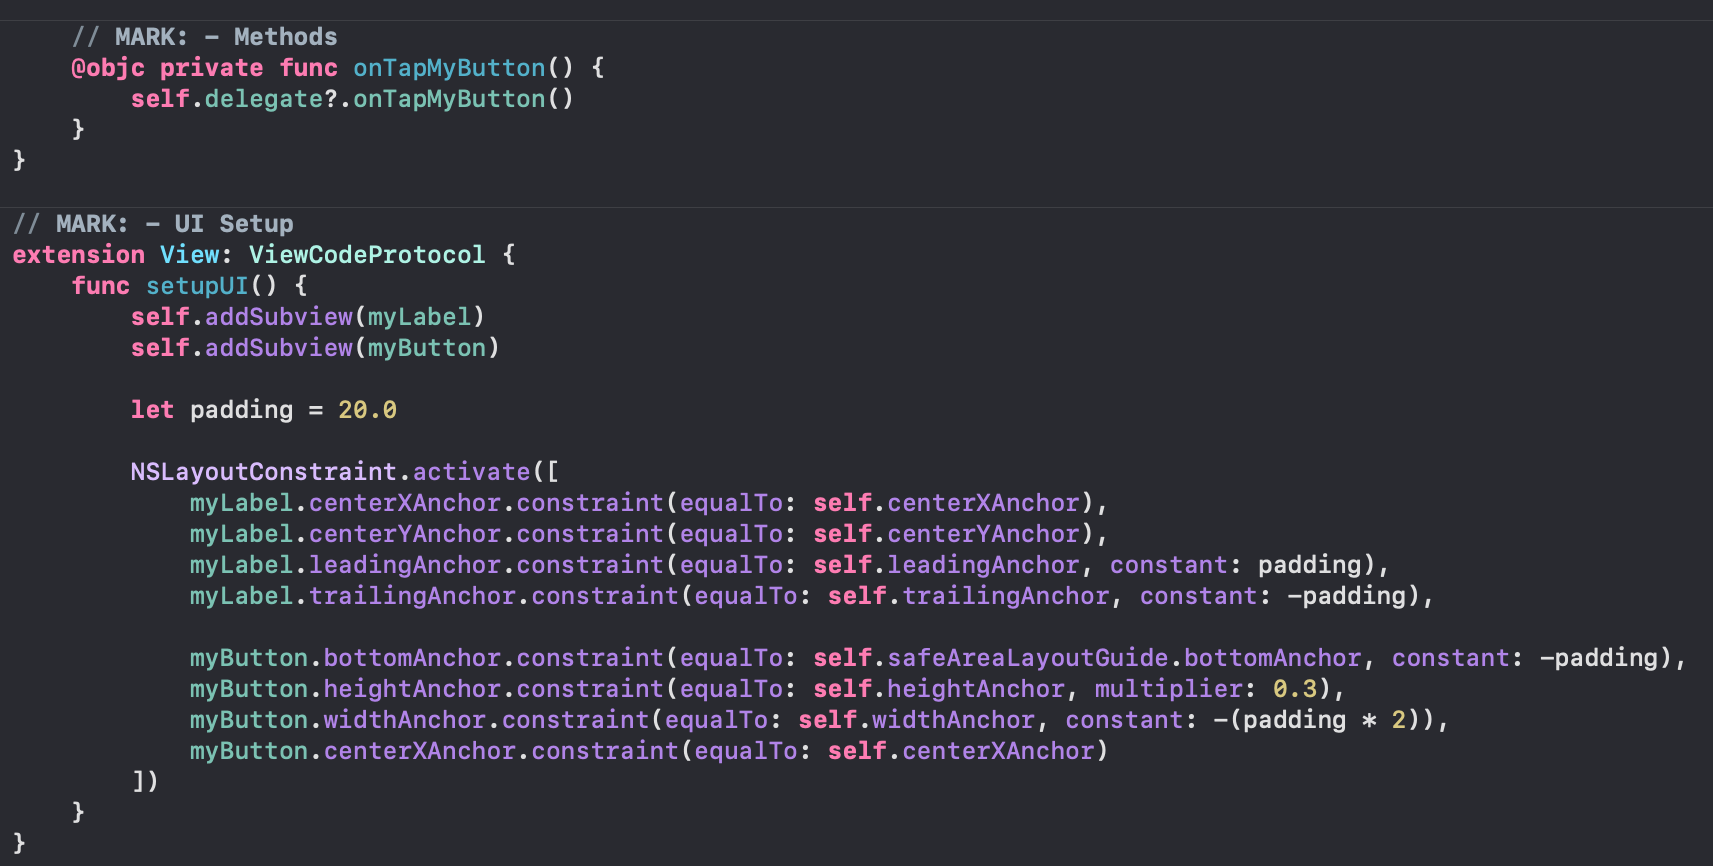 // MARK: - Methods
@objc private func onTapMyButton() {
self.delegate?.onTapMyButton()
}
}
// MARK: - UI Setup
extension View: ViewCodeProtocol {
func setupUI() {
self.addSubview(myLabel)
self.addSubview(myButton)
let padding = 20.0
NSLayoutConstraint.activate([
myLabel.centerXAnchor.constraint(equalTo: self.centerXAnchor),
myLabel.centerYAnchor.constraint(equalTo: self.centerYAnchor),
myLabel.leadingAnchor.constraint(equalTo: self.leadingAnchor, constant: padding),
myLabel.trailingAnchor.constraint(equalTo: self.trailingAnchor, constant: -padding),
myButton.bottomAnchor.constraint(equalTo: self.safeAreaLayoutGuide.bottomAnchor, constant: -padding),
myButton.heightAnchor.constraint(equalTo: self.heightAnchor, multiplier: 0.3),
myButton.widthAnchor.constraint(equalTo: self.widthAnchor, constant: -(padding * 2)),
myButton.centerXAnchor.constraint(equalTo: self.centerXAnchor)
])
}
}